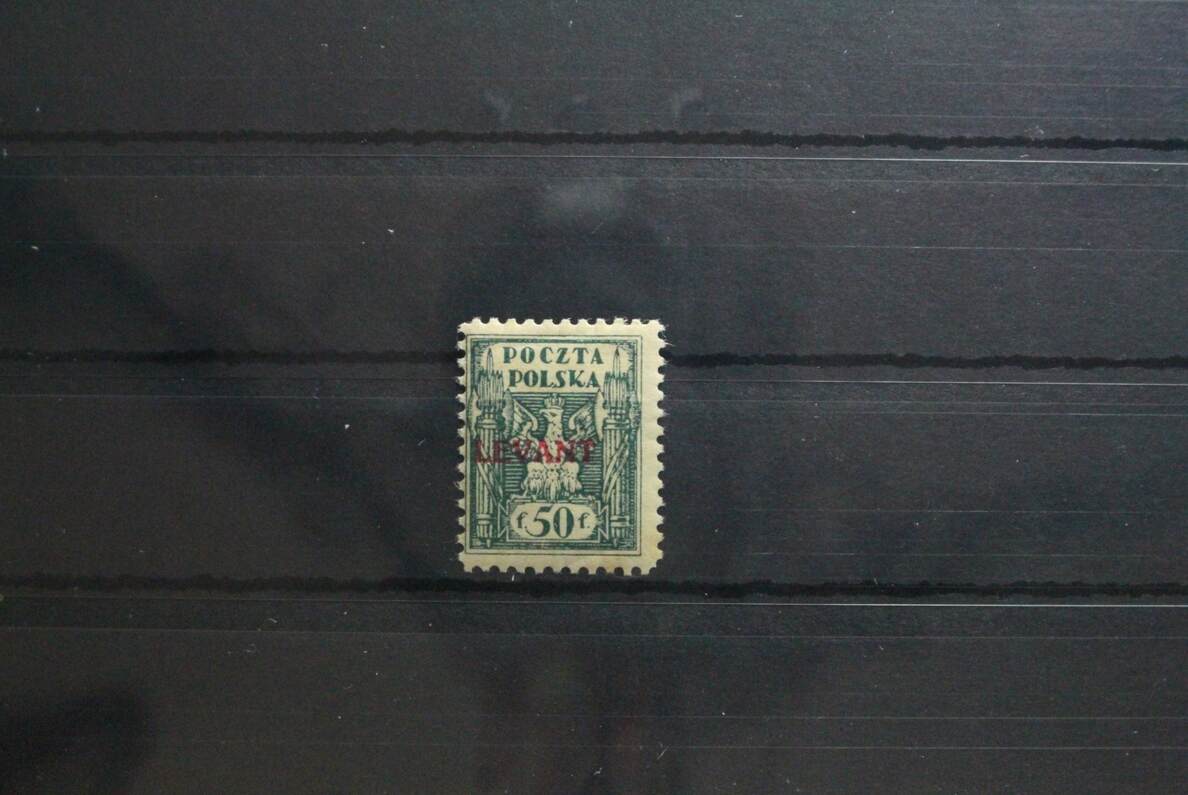 POCZTA
POLSKA
LEVANT
f. 50 f.